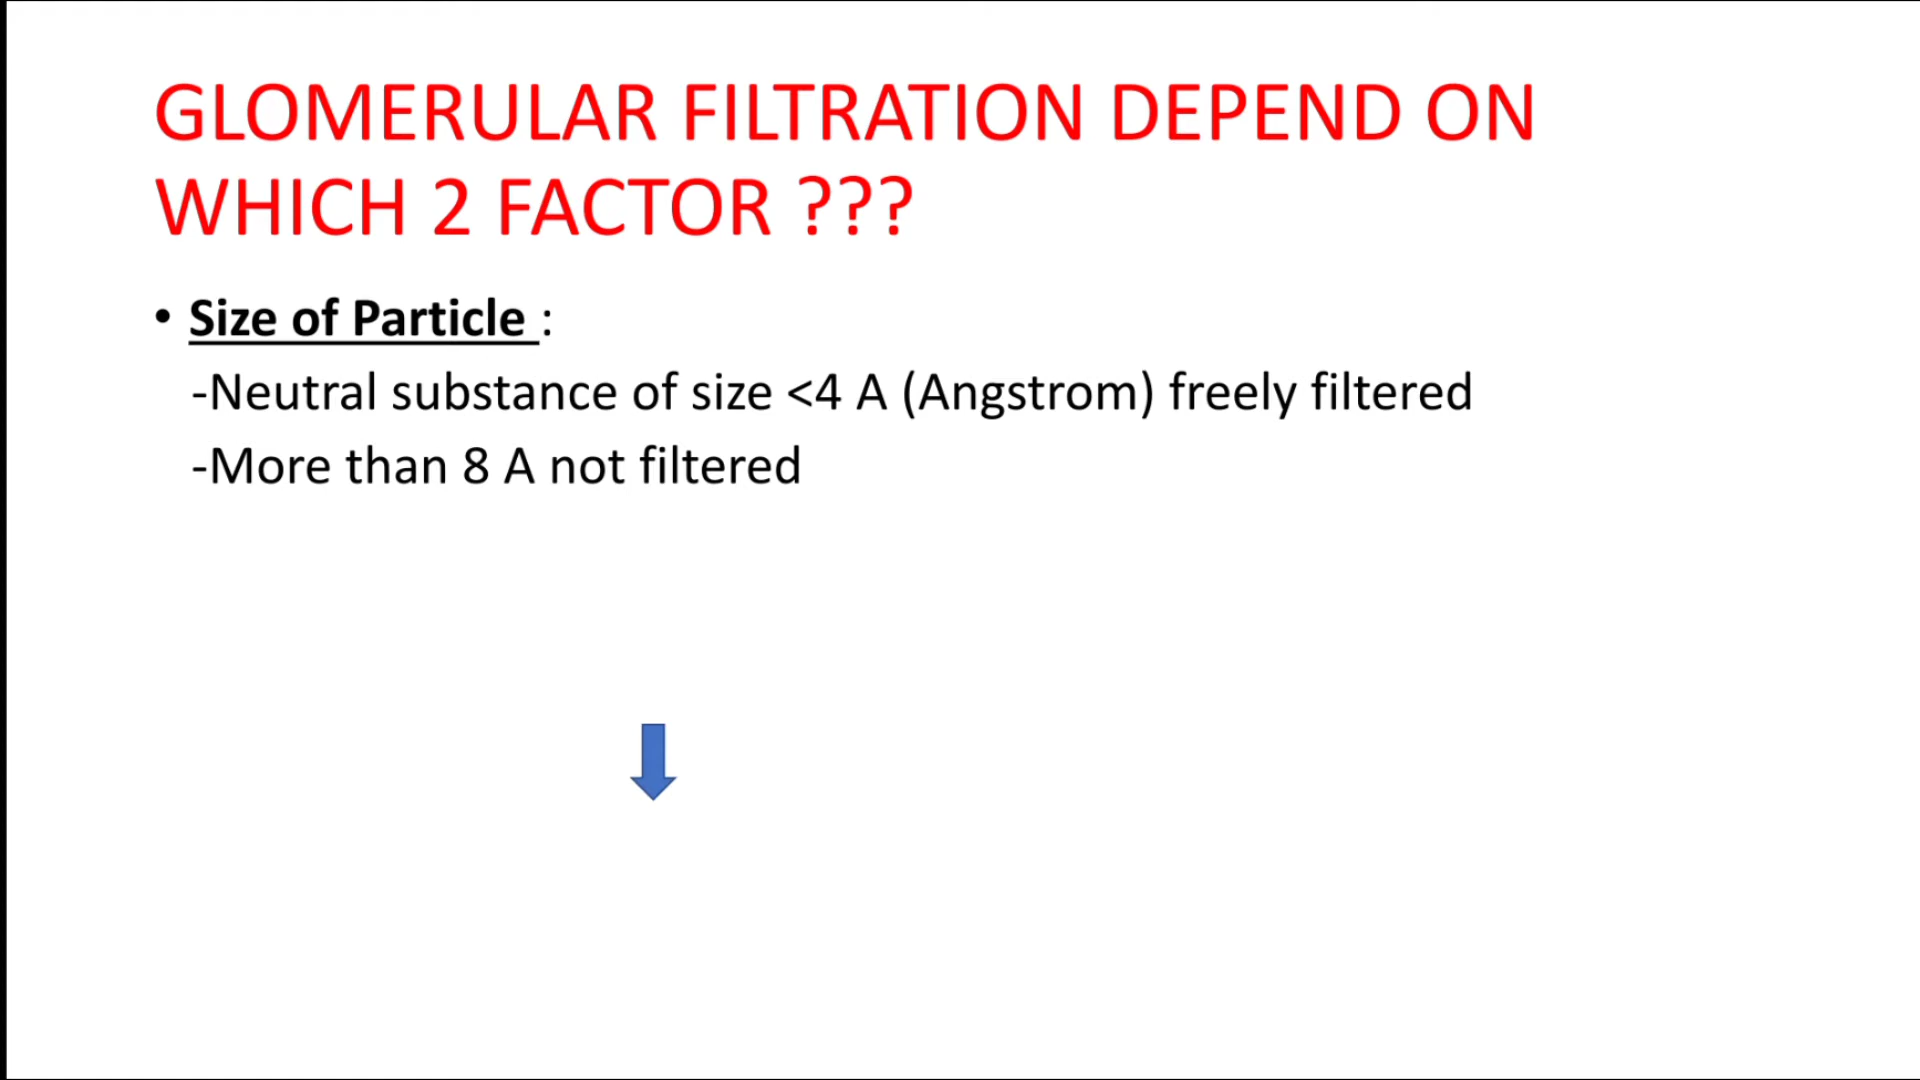 GLOMERULAR FILTRATION DEPEND ON
WHICH 2 FACTOR ???
• Size of Particle :
-Neutral substance of size <4 A (Angstrom) freely filtered
-More than 8 A not filtered